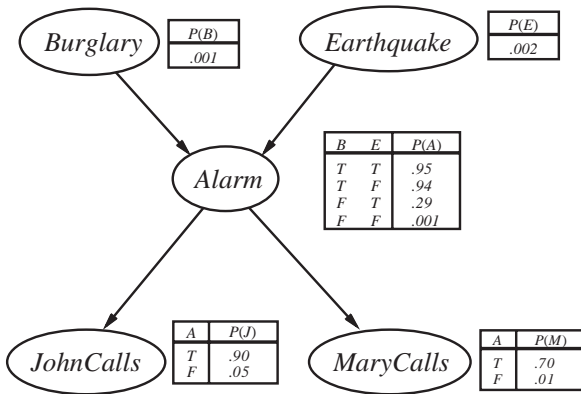 Burglary
P(B)
.001
Earthquake
P(E)
.002
Alarm
B E P(A)
T T .95
T F .94
F T .29
F F .001
JohnCalls
A P(J)
T .90
F .05
MaryCalls
A P(M)
T .70
F .01